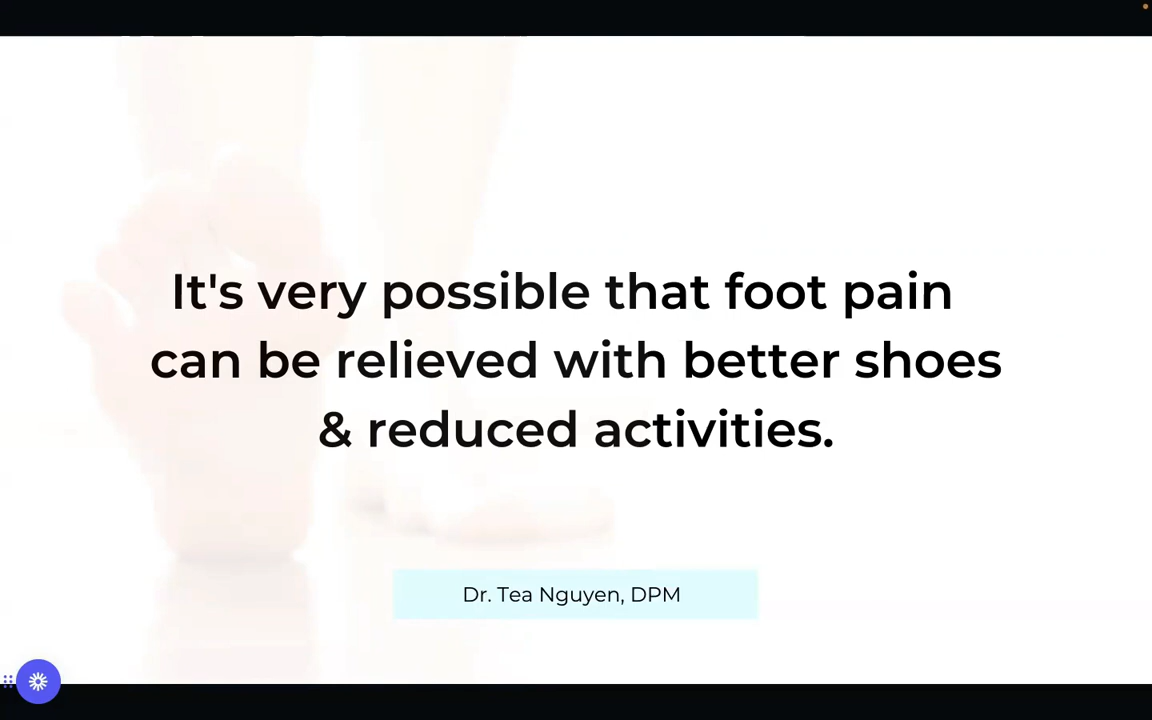 It's very possible that foot pain
can be relieved with better shoes
& reduced activities.
Dr. Tea Nguyen, DPM